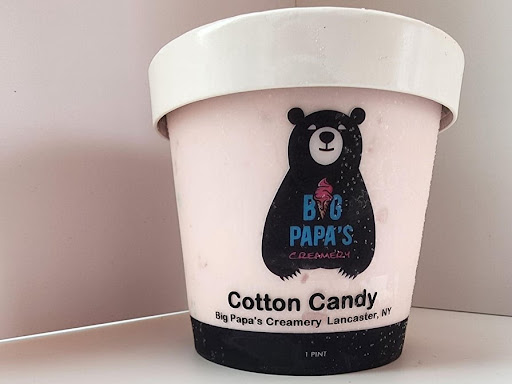 BIG
PAPA'S
CREAMERY
Cotton Candy
Big Papa's Creamery Lancaster, NY
1 PINT